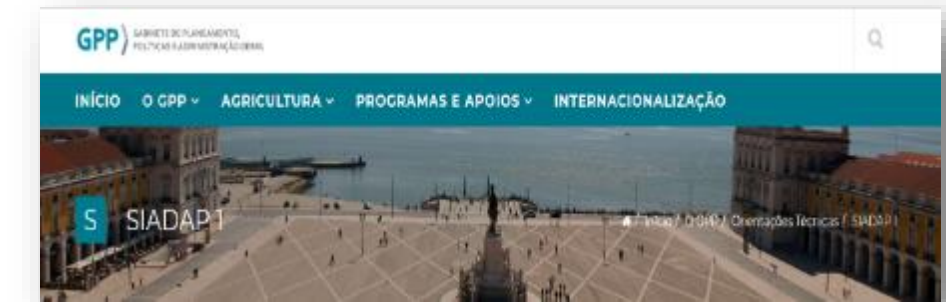 GPP
GABINETE DE PLANEAMENTO,
POLÍTICAS E ADMINISTRAÇÃO GERAL
INÍCIO O GPP AGRICULTURA PROGRAMAS E APOIOS INTERNACIONALIZAÇÃO
S SIADAP 1
/ Início / O GPP / Orientações Técnicas / SIADAP 1